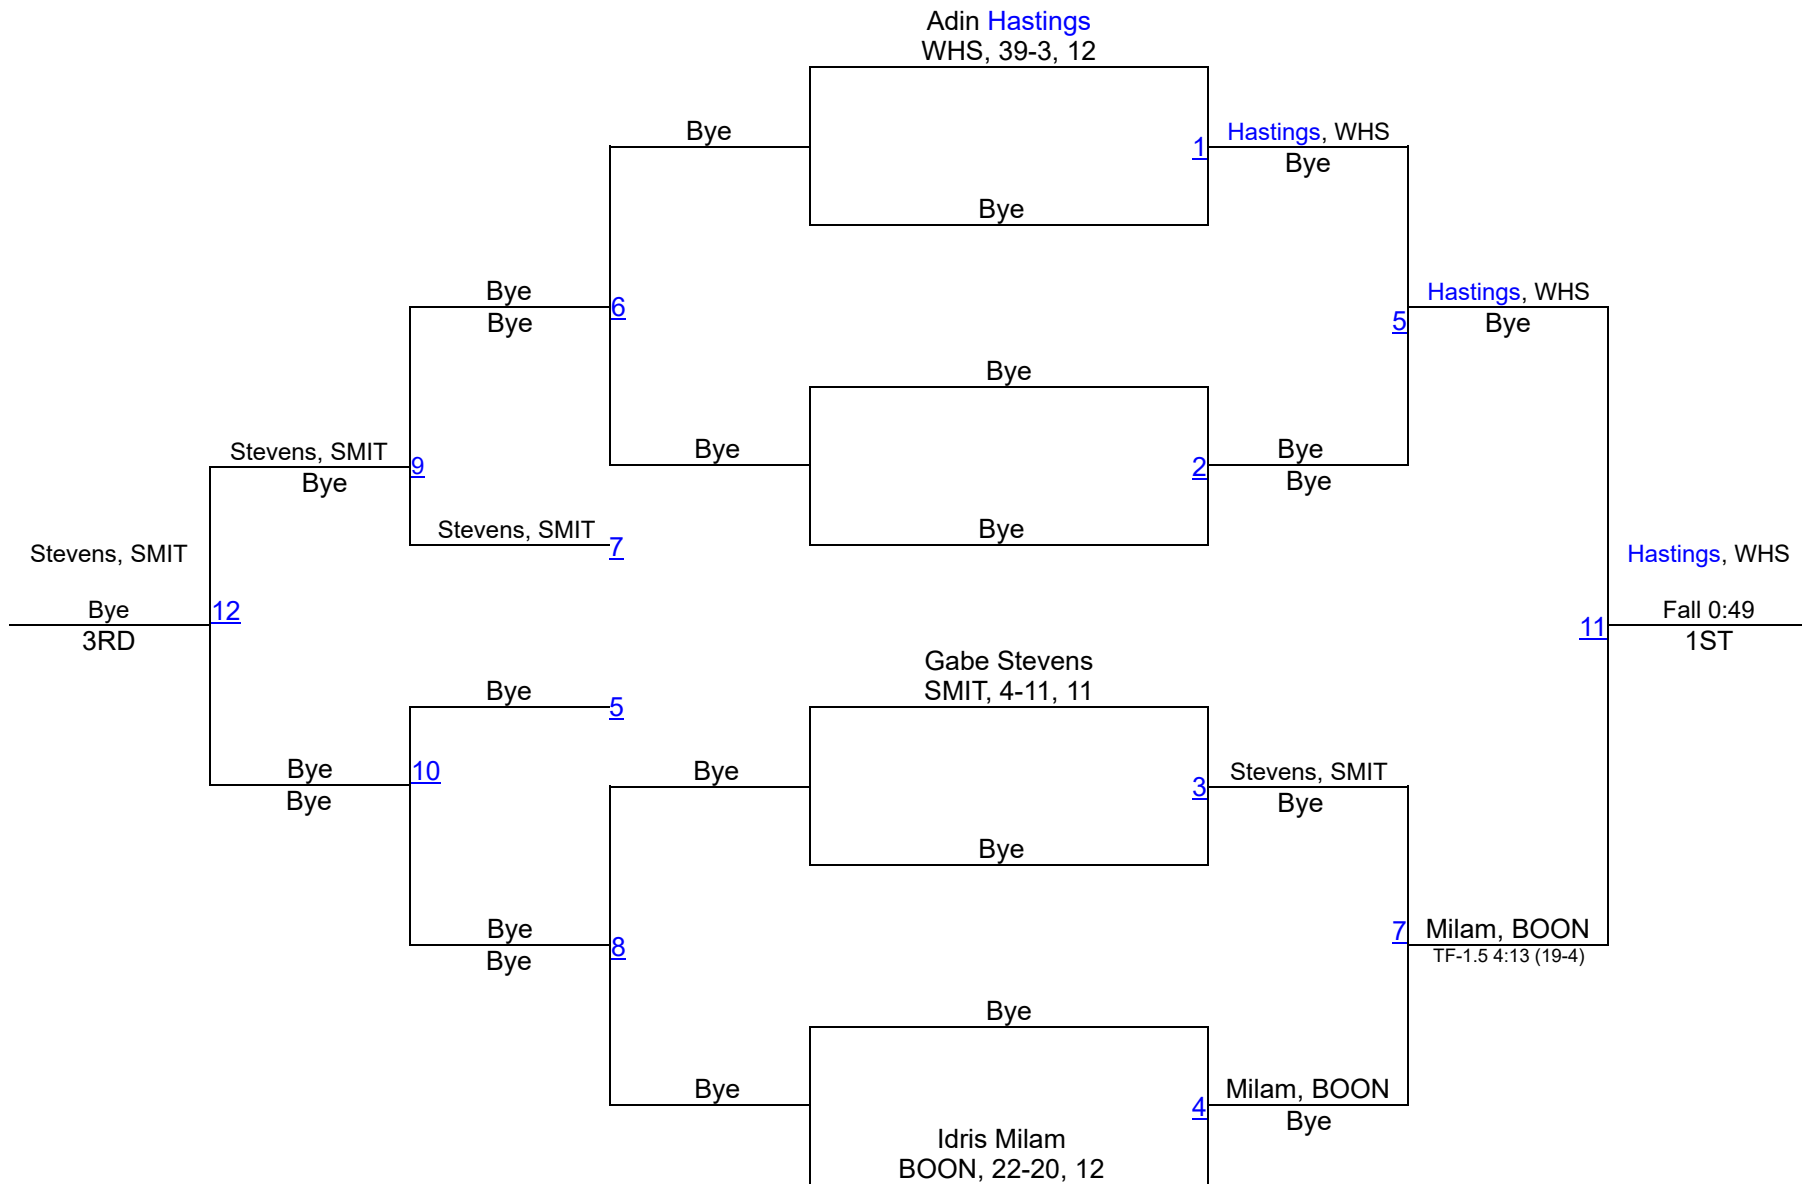 Adin Hastings
WHS, 39-3, 12
Bye
1
Hastings, WHS
Bye
Bye
Bye
Bye
6
Hastings, WHS
5
Bye
Bye
Stevens, SMIT
Bye
9
Bye
2
Bye
Bye
Stevens, SMIT
7
Bye
Stevens, SMIT
Hastings, WHS
Bye
12
3RD
Fall 0:49
11
1ST
Gabe Stevens
SMIT, 4-11, 11
Bye
5
Bye
10
Bye
Bye
3
Stevens, SMIT
Bye
Bye
Bye
8
Bye
7
Milam, BOON
TF-1.5 4:13 (19-4)
Bye
Bye
4
Milam, BOON
Bye
Idris Milam
BOON, 22-20, 12